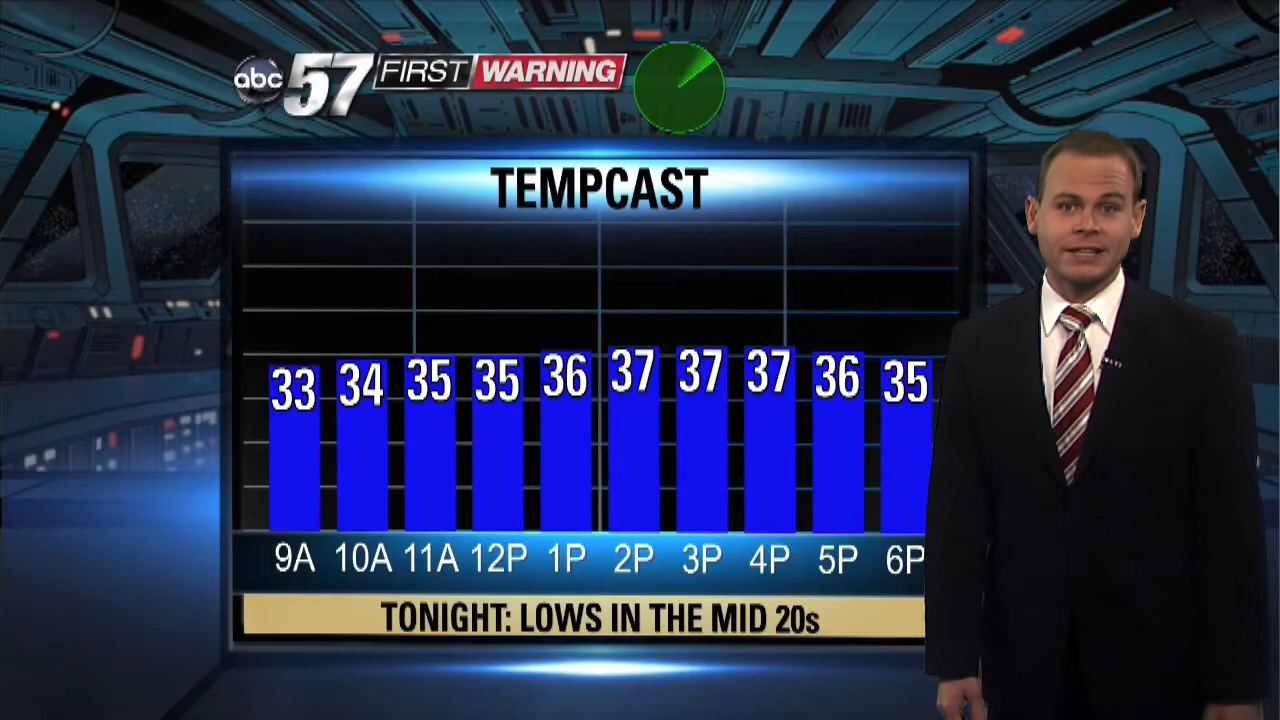 abc 57 FIRST WARNING
TEMPCAST
33 34 35 35 36 37 37 37 36 35
9A 10A 11A 12P 1P 2P 3P 4P 5P 6P
TONIGHT: LOWS IN THE MID 20s